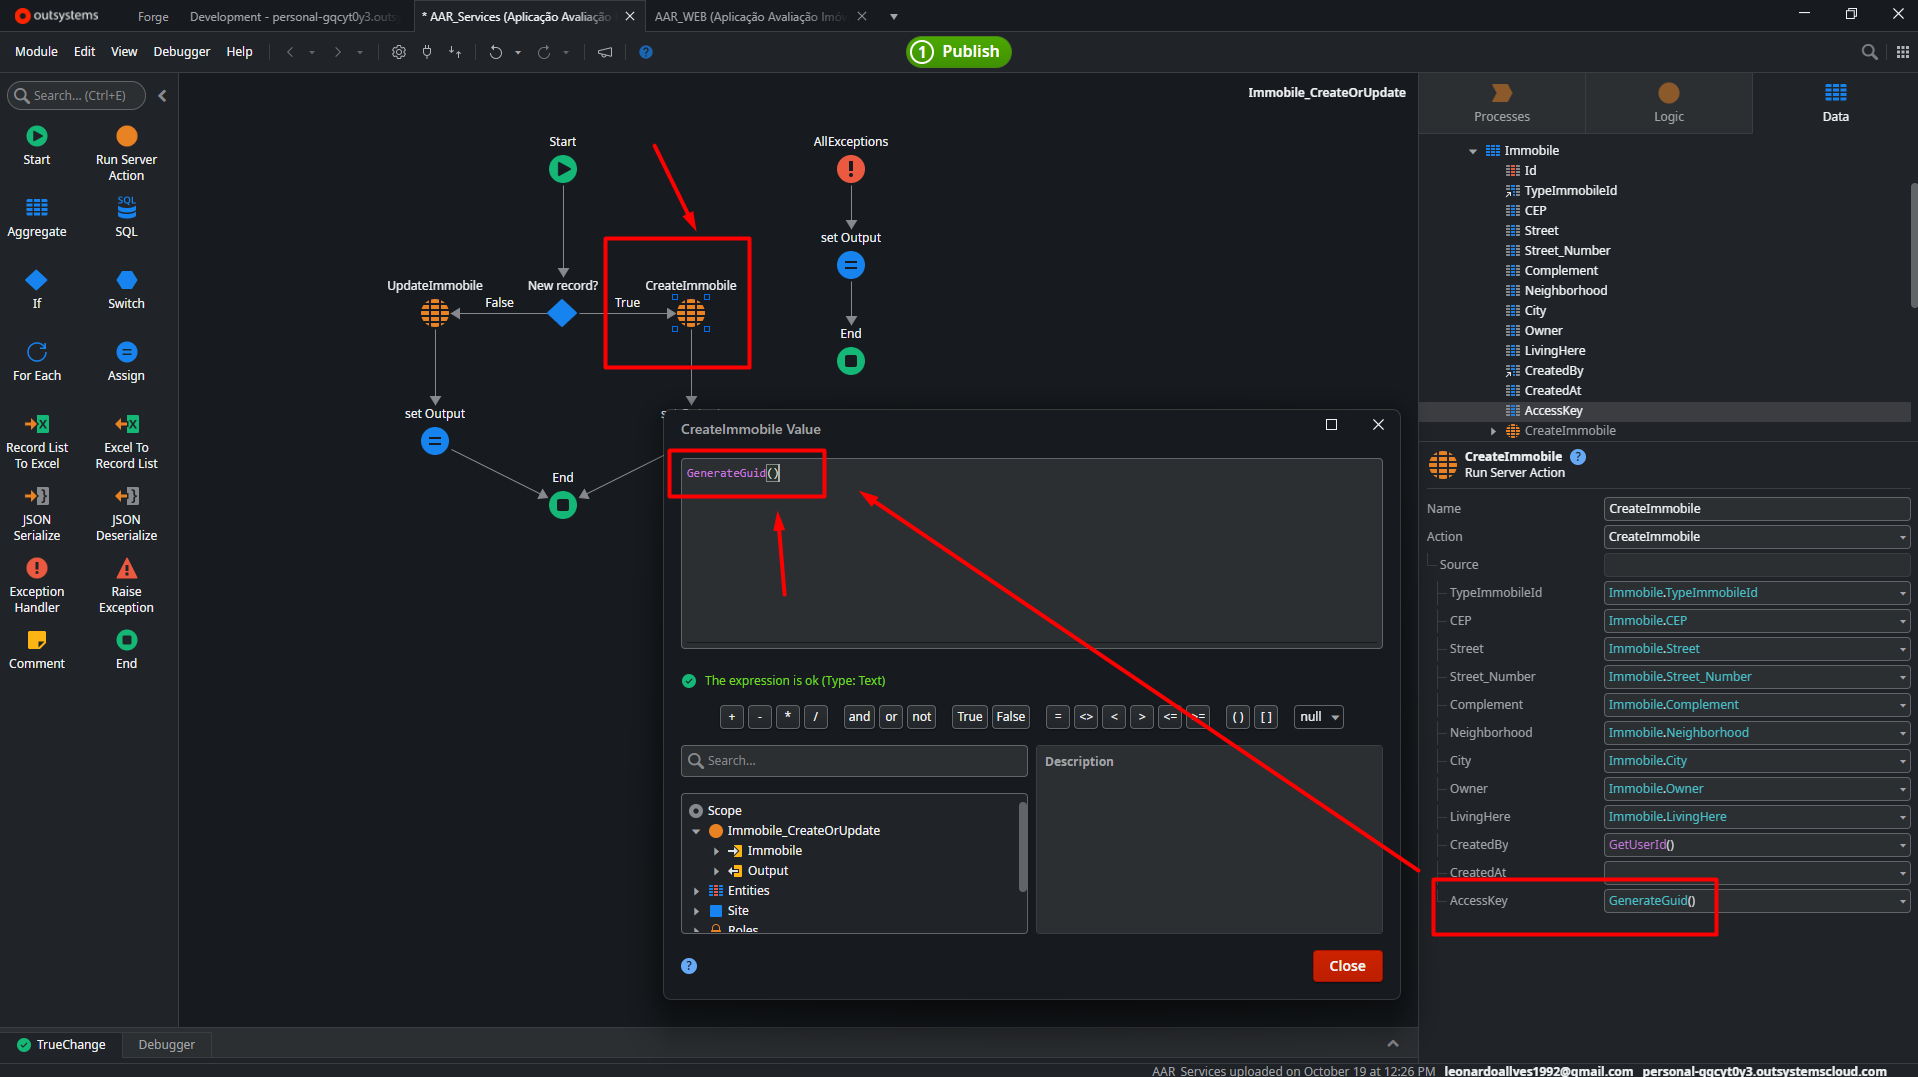 outsystems
Forge
Development - personal-gqcyt0y3.outs
* AAR_Services (Aplicação Avaliação
AAR_WEB (Aplicação Avaliação Imóv
Module Edit View Debugger Help
1 Publish
Search... (Ctrl+E)
Start
Run Server
Action
Aggregate
SQL
SQL
If
Switch
For Each
Assign
Record List
To Excel
Excel To
Record List
JSON
Serialize
JSON
Deserialize
Exception
Handler
Raise
Exception
Comment
End
Immobile_CreateOrUpdate
Start
AllExceptions
set Output
End
UpdateImmobile
False
New record?
True
CreateImmobile
set Output
End
CreateImmobile Value
GenerateGuid()
The expression is ok (Type: Text)
+ - * / and or not True False = <> < > <= >= ( ) [ ] null
Search...
Description
Scope
Immobile_CreateOrUpdate
Immobile
Output
Entities
Site
Roles
?
Close
Processes
Logic
Data
Immobile
Id
TypeImmobileId
CEP
Street
Street_Number
Complement
Neighborhood
City
Owner
LivingHere
CreatedBy
CreatedAt
AccessKey
CreateImmobile
CreateImmobile ?
Run Server Action
Name CreateImmobile
Action CreateImmobile
Source
TypeImmobileId Immobile.TypeImmobileId
CEP Immobile.CEP
Street Immobile.Street
Street_Number Immobile.Street_Number
Complement Immobile.Complement
Neighborhood Immobile.Neighborhood
City Immobile.City
Owner Immobile.Owner
LivingHere Immobile.LivingHere
CreatedBy GetUserId()
CreatedAt
AccessKey GenerateGuid()
TrueChange
Debugger
AAR_Services uploaded on October 19 at 12:26 PM leonardoallves1992@gmail.com personal-gqcyt0y3.outsystemscloud.com